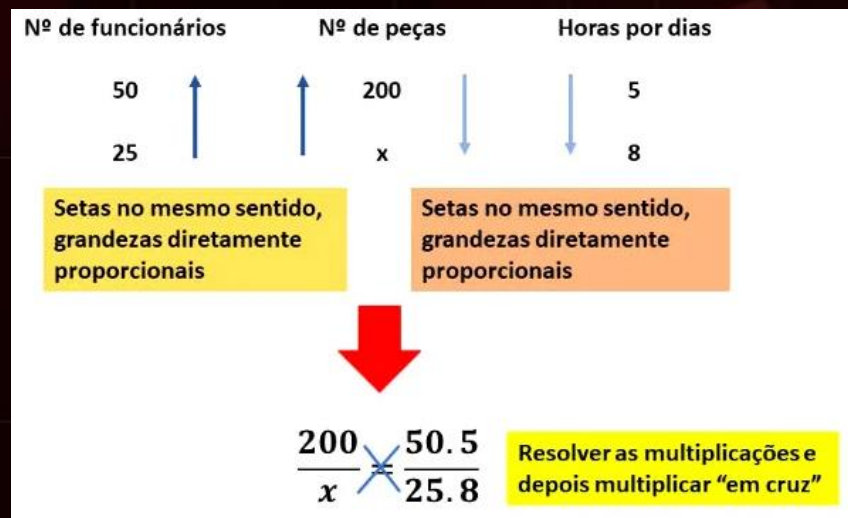 Nº de funcionários Nº de peças Horas por dias
50 200 5
25 x 8
Setas no mesmo sentido,
grandezas diretamente
proporcionais
Setas no mesmo sentido,
grandezas diretamente
proporcionais
200/x = 50.5/25.8
Resolver as multiplicações e
depois multiplicar “em cruz”